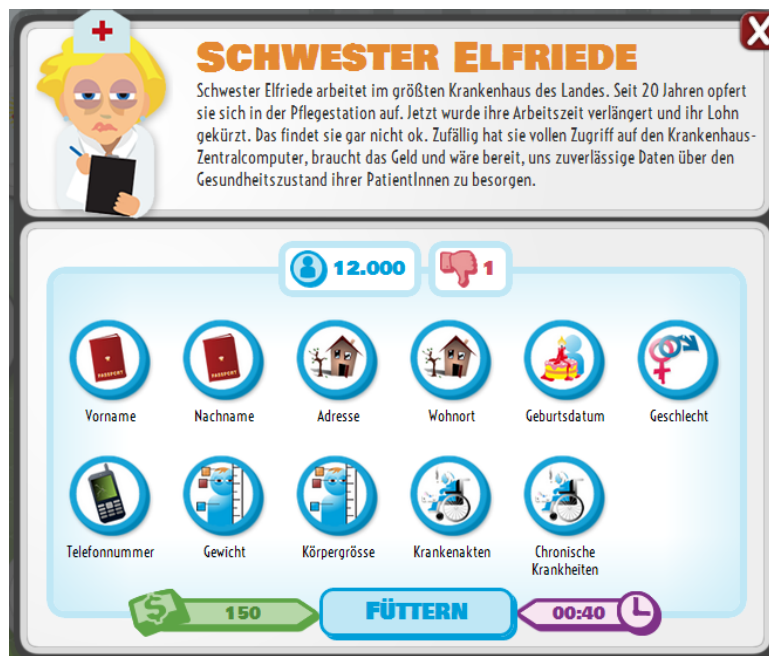 SCHWESTER ELFRIEDE
Schwester Elfriede arbeitet im größten Krankenhaus des Landes. Seit 20 Jahren opfert
sie sich in der Pflegestation auf. Jetzt wurde ihre Arbeitszeit verlängert und ihr Lohn
gekürzt. Das findet sie gar nicht ok. Zufällig hat sie vollen Zugriff auf den Krankenhaus-
Zentralcomputer, braucht das Geld und wäre bereit, uns zuverlässige Daten über den
Gesundheitszustand ihrer PatientInnen zu besorgen.
12.000 1
PASSPORT PASSPORT
Vorname Nachname Adresse Wohnort Geburtsdatum Geschlecht
Telefonnummer Gewicht Körpergrösse Krankenakten Chronische
Krankheiten
$ 150 FÜTTERN 00:40